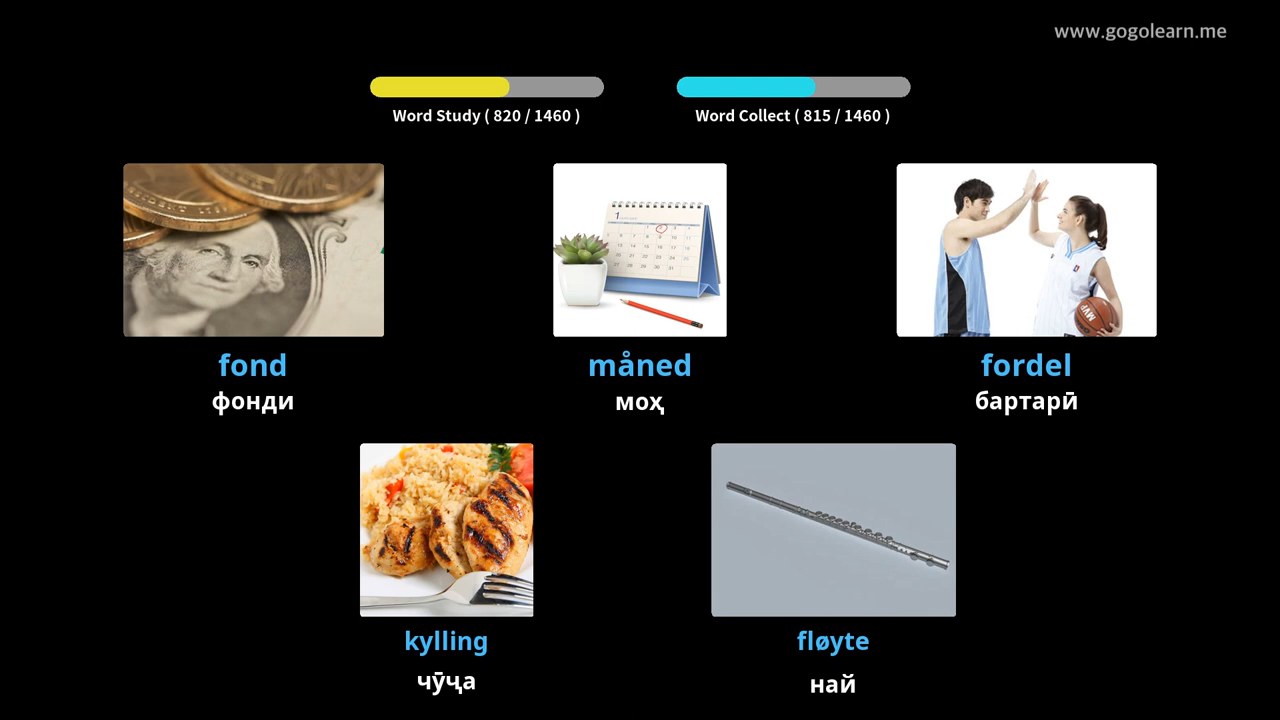 www.gogolearn.me
Word Study ( 820 / 1460 )
Word Collect ( 815 / 1460 )
fond
фонди
måned
моҳ
fordel
бартарӣ
MVP
kylling
чӯҷа
fløyte
най